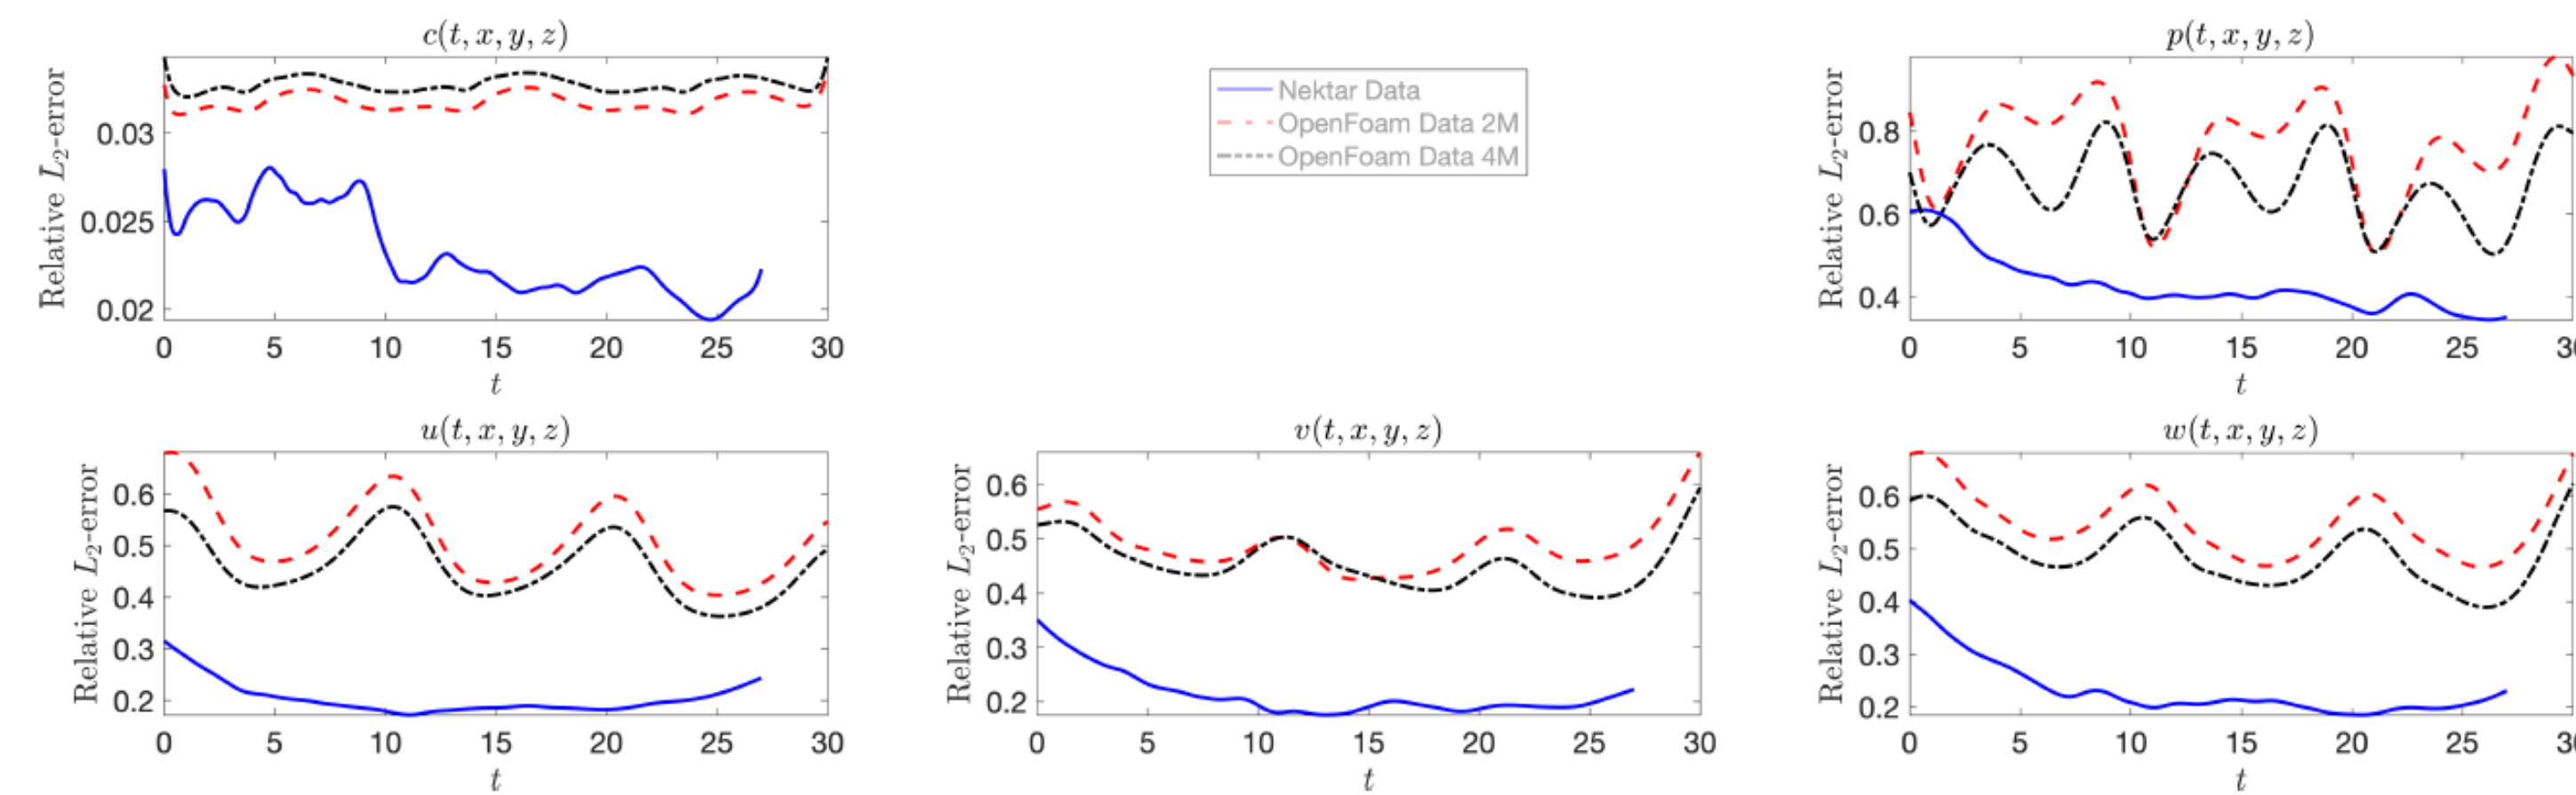 c(t, x, y, z)
Relative L₂-error
0.03
0.025
0.02
0 5 10 15 20 25 30
t
Nektar Data
OpenFoam Data 2M
OpenFoam Data 4M
p(t, x, y, z)
Relative L₂-error
0.8
0.6
0.4
0 5 10 15 20 25
t
u(t, x, y, z)
Relative L₂-error
0.6
0.5
0.4
0.3
0.2
0 5 10 15 20 25 30
t
v(t, x, y, z)
Relative L₂-error
0.6
0.5
0.4
0.3
0.2
0 5 10 15 20 25 30
t
w(t, x, y, z)
Relative L₂-error
0.6
0.5
0.4
0.3
0.2
0 5 10 15 20 25
t